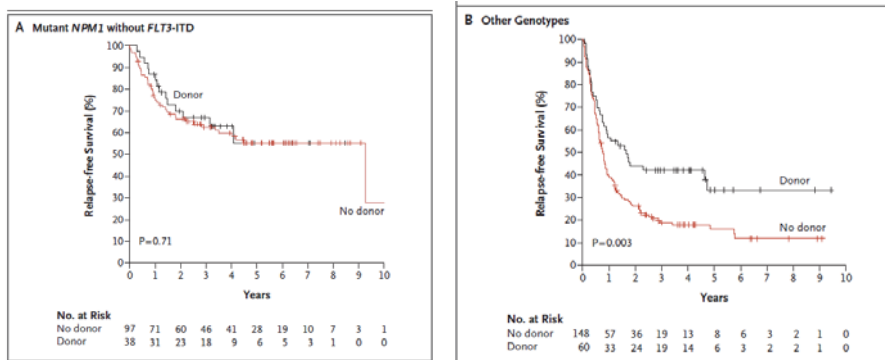 A Mutant NPM1 without FLT3-ITD
100
90
80
70
60
50
40
30
20
10
0
Relapse-free Survival (%)
Donor
No donor
P=0.71
0 1 2 3 4 5 6 7 8 9 10
Years
No. at Risk
No donor 97 71 60 46 41 28 19 10 7 3 1
Donor 38 31 23 18 9 6 5 3 1 0 0
B Other Genotypes
100
90
80
70
60
50
40
30
20
10
0
Relapse-free Survival (%)
Donor
No donor
P=0.003
0 1 2 3 4 5 6 7 8 9 10
Years
No. at Risk
No donor 148 57 36 19 13 8 6 3 2 1 0
Donor 60 33 24 19 14 6 3 2 2 1 0